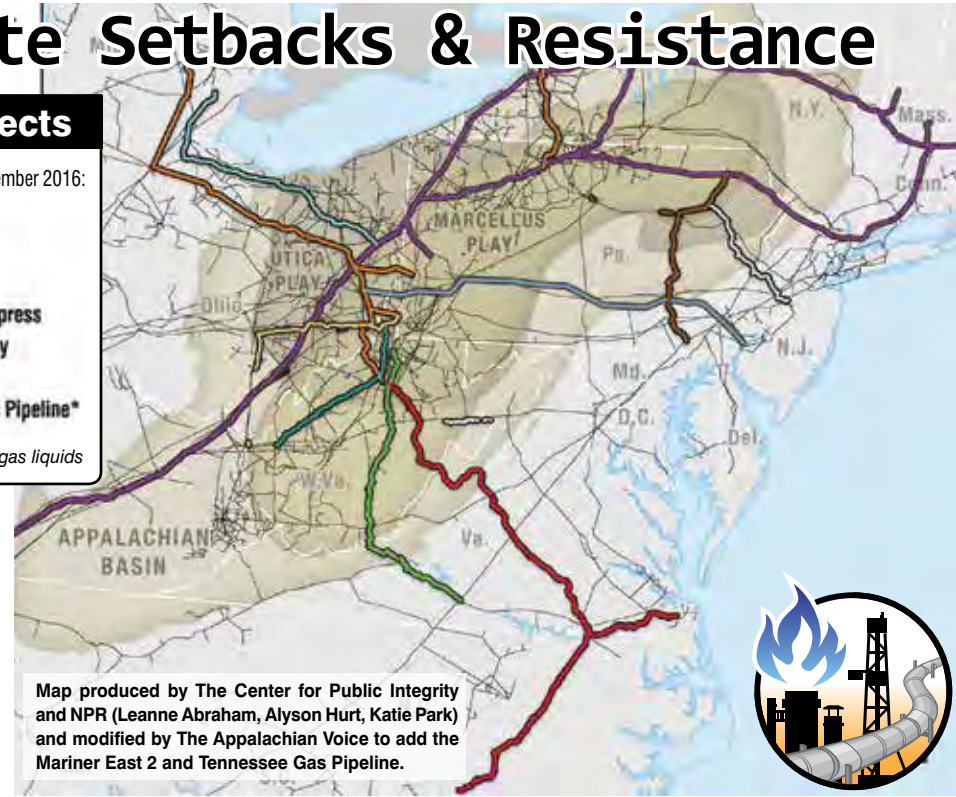 te Setbacks & Resistance
ects
ember 2016:
press
y
Pipeline*
gas liquids
N.Y.
Mass.
Conn.
MARCELLUS
PLAY
UTICA
PLAY
Pa.
Ohio
N.J.
Md.
D.C.
Del.
W.Va.
Va.
APPALACHIAN
BASIN
Map produced by The Center for Public Integrity
and NPR (Leanne Abraham, Alyson Hurt, Katie Park)
and modified by The Appalachian Voice to add the
Mariner East 2 and Tennessee Gas Pipeline.